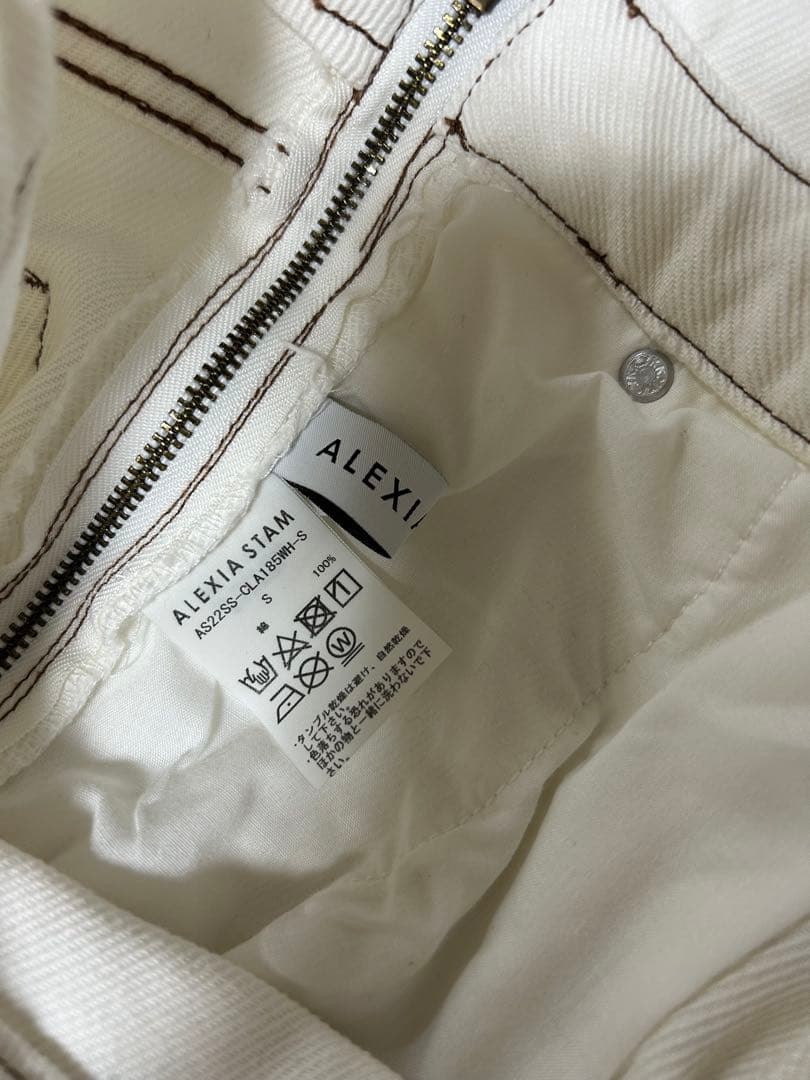 ALEXIA
ALEXIA STAM
AS22SS-CLA185WH-S
S
綿 100%
W
・タンブル乾燥は避け、自然乾燥
して下さい。
・色落ちする恐れがありますので
ほかの物と一緒に洗わないで下
さい。